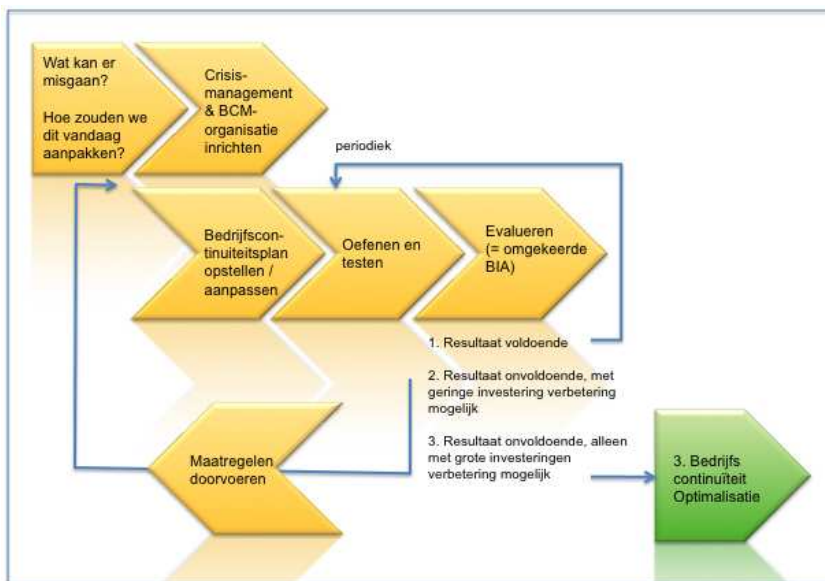 Wat kan er
misgaan?
Hoe zouden we
dit vandaag
aanpakken?
Crisis-
management
& BCM-
organisatie
inrichten
periodiek
Bedrijfscon-
tinuiteitsplan
opstellen /
aanpassen
Oefenen en
testen
Evalueren
(= omgekeerde
BIA)
1. Resultaat voldoende
2. Resultaat onvoldoende, met
geringe investering verbetering
mogelijk
3. Resultaat onvoldoende, alleen
met grote investeringen
verbetering mogelijk
Maatregelen
doorvoeren
3. Bedrijfs
continuïteit
Optimalisatie